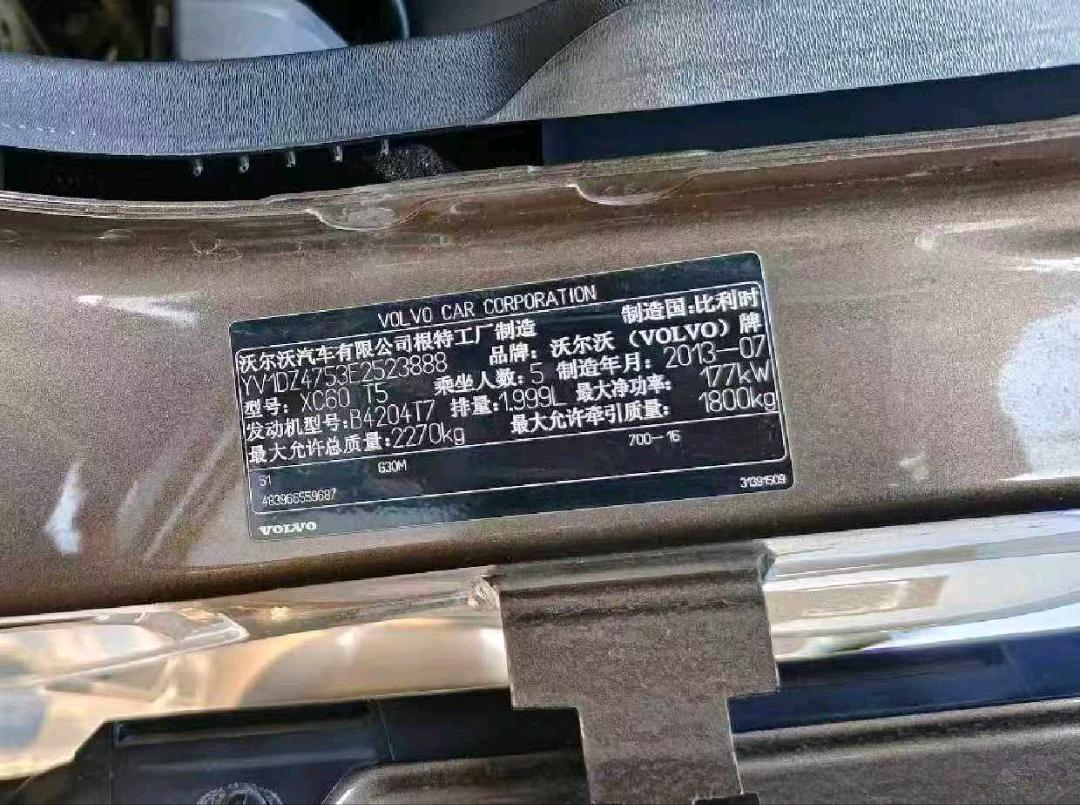 VOLVO CAR CORPORATION
沃尔沃汽车有限公司根特工厂制造 制造国:比利时
YV1DZ4753E2523888 品牌: 沃尔沃 (VOLVO) 牌
型号: XC60 T5 乘坐人数: 5 制造年月: 2013-07
发动机型号:B4204T7 排量:1.999L 最大净功率: 177kW
最大允许总质量:2270kg 最大允许牵引质量: 1800kg
51 G30M 700-16
483966559687 31391509
VOLVO